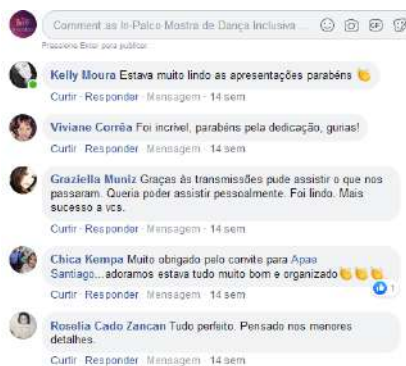 Comment as In-Palco Mostra de Dança Inclusiva ...
Pressione Enter para publicar.
Kelly Moura Estava muito lindo as apresentações parabéns 👏
Curtir · Responder · Mensagem · 14 sem
Viviane Corrêa Foi incrível, parabéns pela dedicação, gurias!
Curtir · Responder · Mensagem · 14 sem
Graziella Muniz Graças às transmissões pude assistir o que nos
passaram. Queria poder assistir pessoalmente. Foi lindo. Mais
sucesso a vcs.
Curtir · Responder · Mensagem · 14 sem
Chica Kempa Muito obrigado pelo convite para Apae
Santiago...adoramos estava tudo muito bom e organizado👏👏👏
1
Curtir · Responder · Mensagem · 14 sem
Roselia Cado Zancan Tudo perfeito. Pensado nos menores
detalhes.
Curtir · Responder · Mensagem · 14 sem